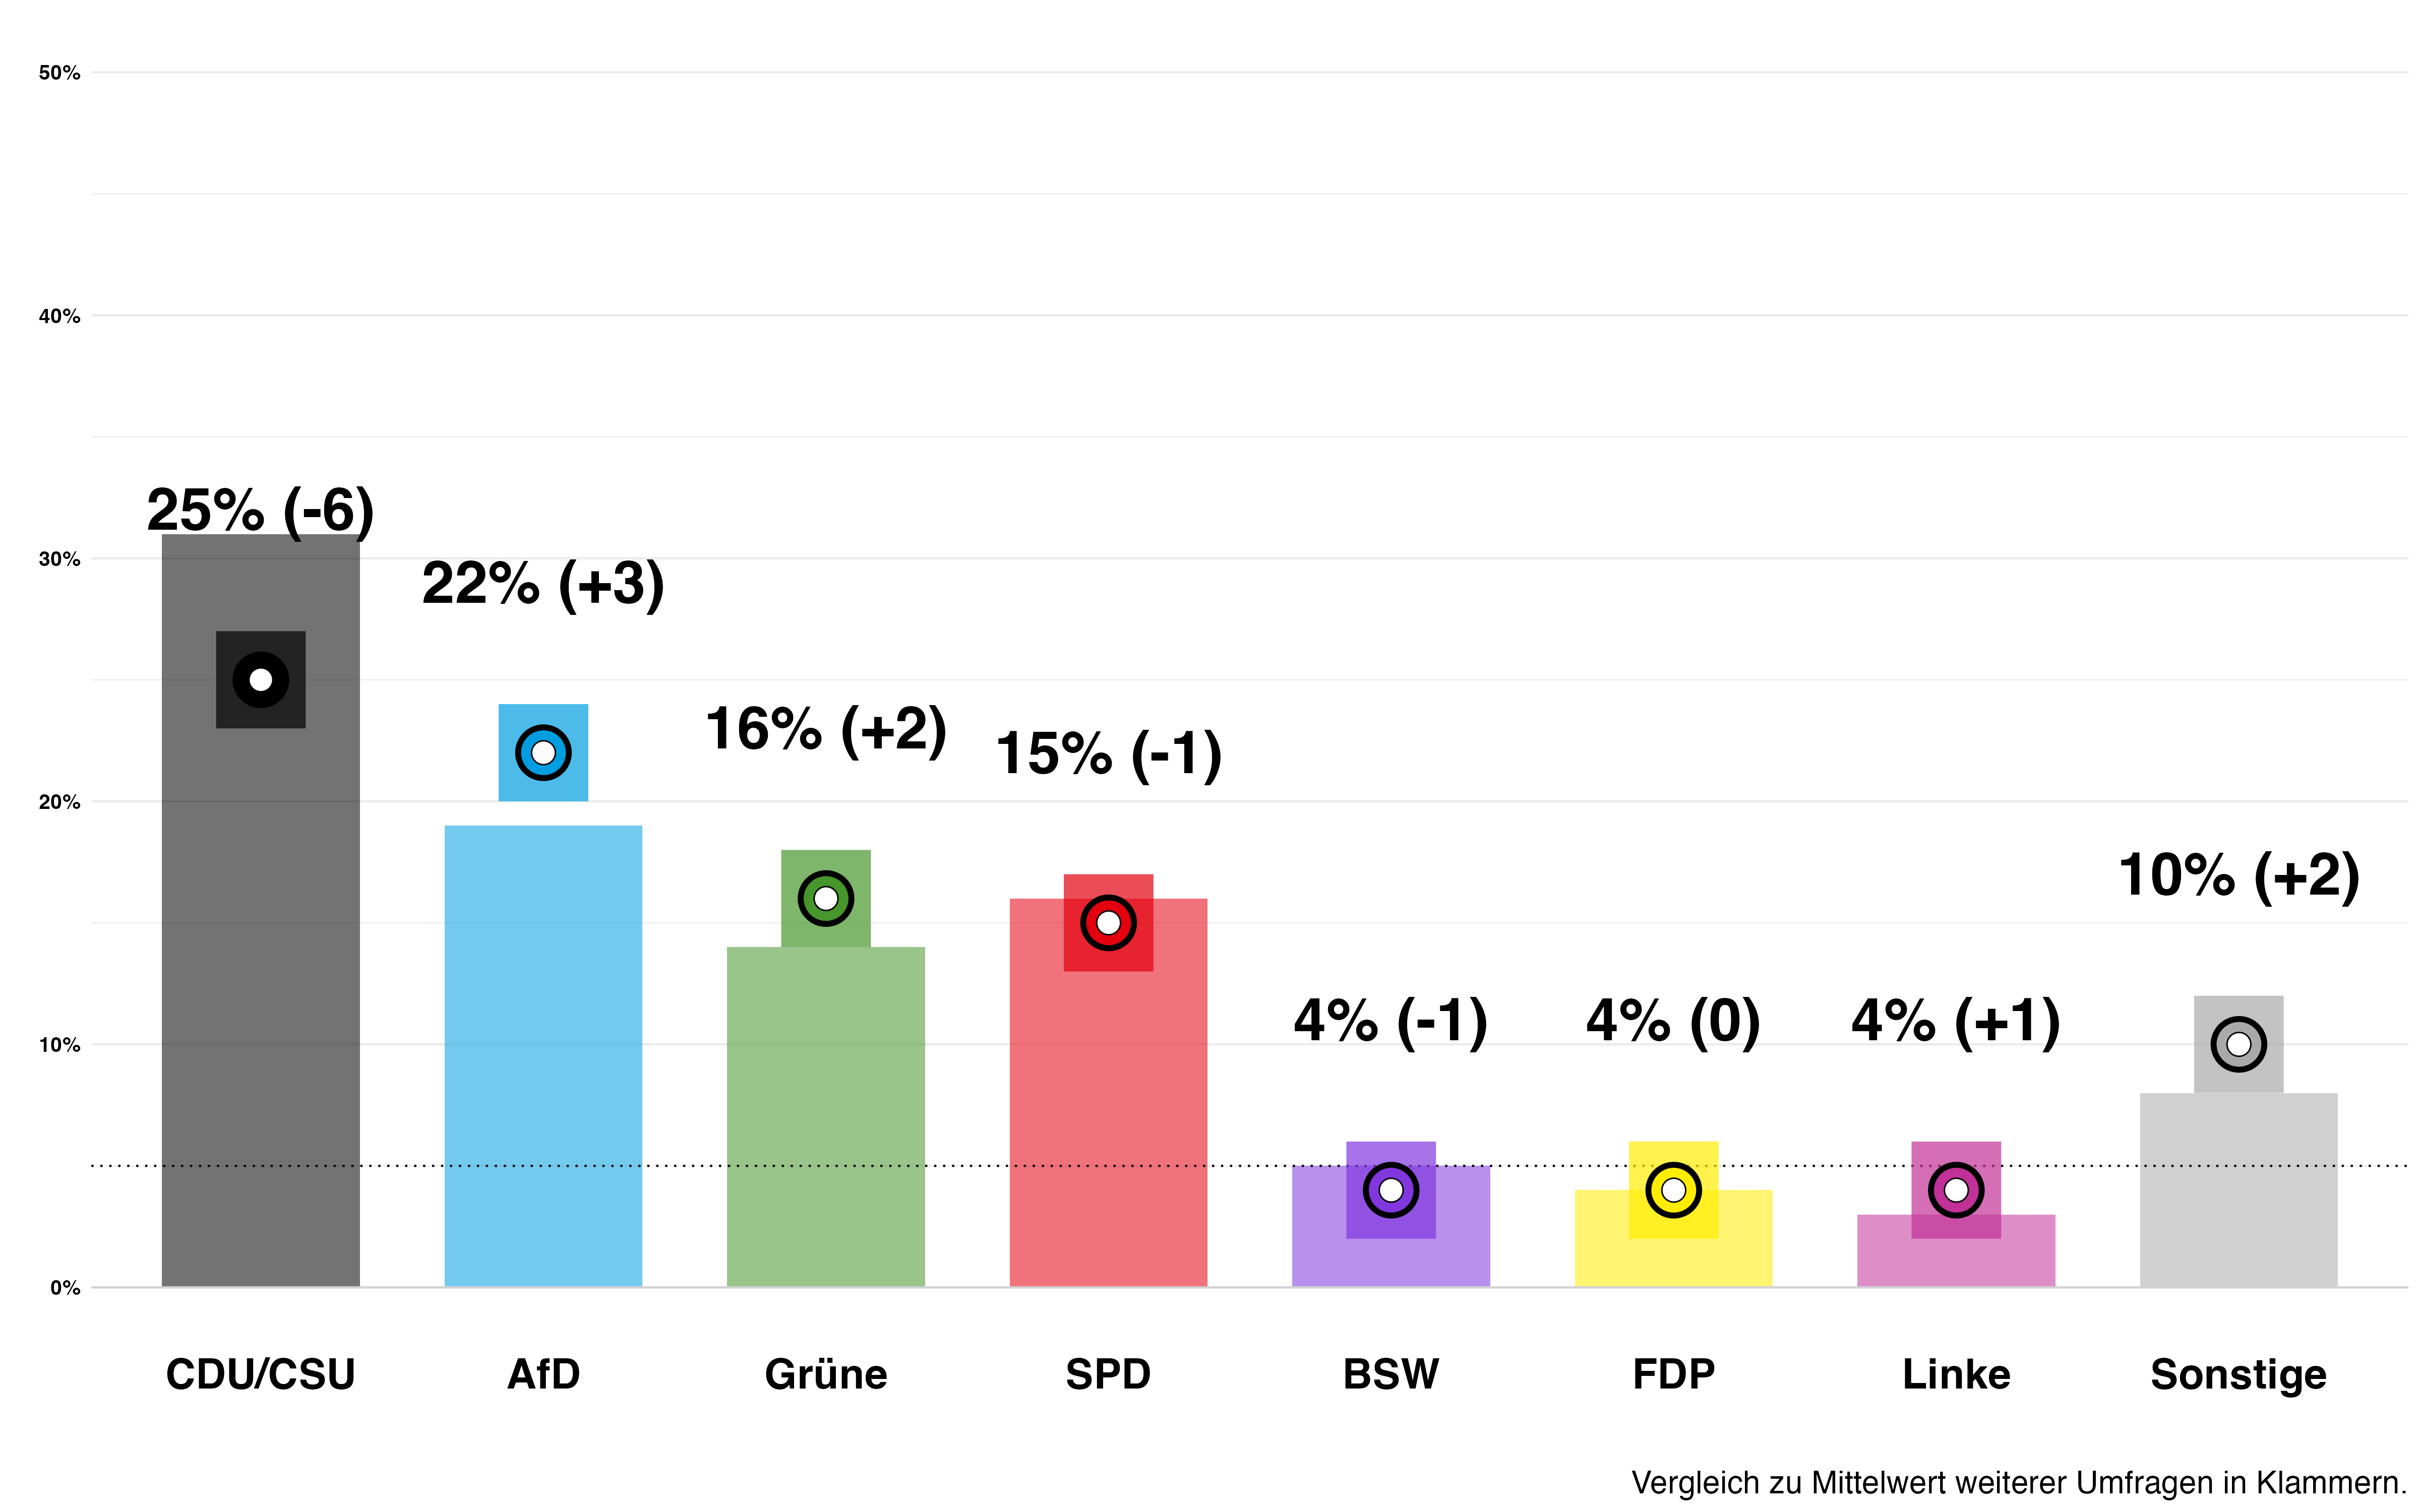 50%
40%
30%
20%
10%
0%
25% (-6)
22% (+3)
16% (+2)
15% (-1)
4% (-1)
4% (0)
4% (+1)
10% (+2)
CDU/CSU
AfD
Grüne
SPD
BSW
FDP
Linke
Sonstige
Vergleich zu Mittelwert weiterer Umfragen in Klammern.